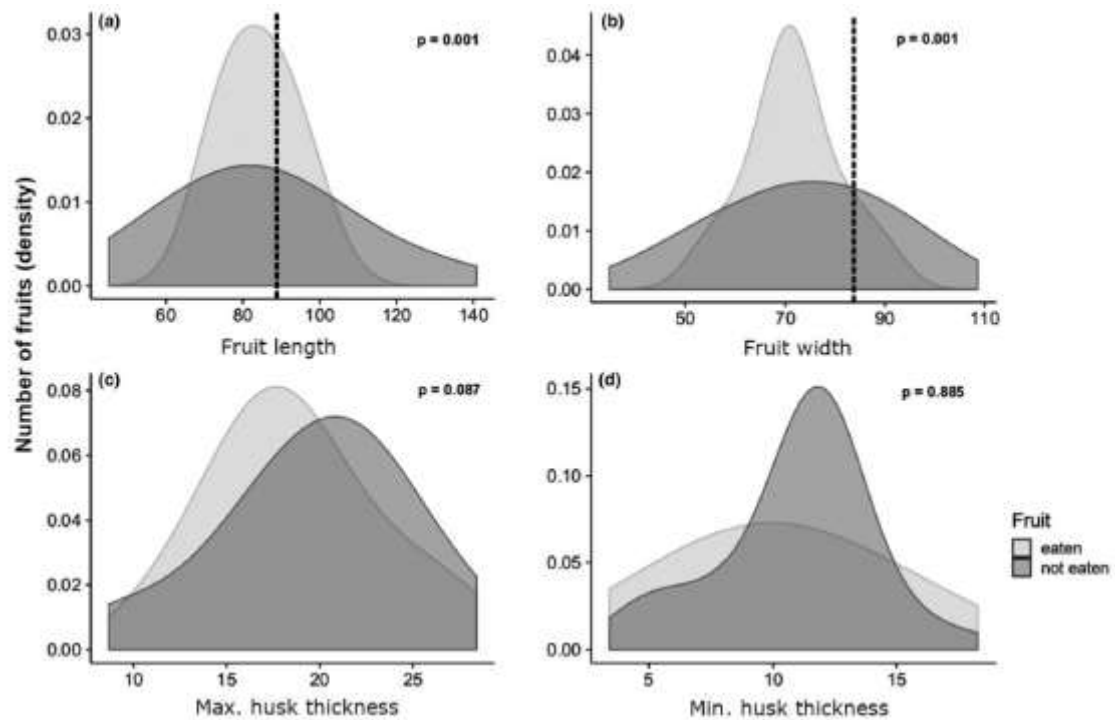 Number of fruits (density)
(a)
p = 0.001
0.03
0.02
0.01
0.00
60 80 100 120 140
Fruit length
(b)
p = 0.001
0.04
0.03
0.02
0.01
0.00
50 70 90 110
Fruit width
(c)
p = 0.087
0.08
0.06
0.04
0.02
0.00
10 15 20 25
Max. husk thickness
(d)
p = 0.885
0.15
0.10
0.05
0.00
5 10 15
Min. husk thickness
Fruit
eaten
not eaten